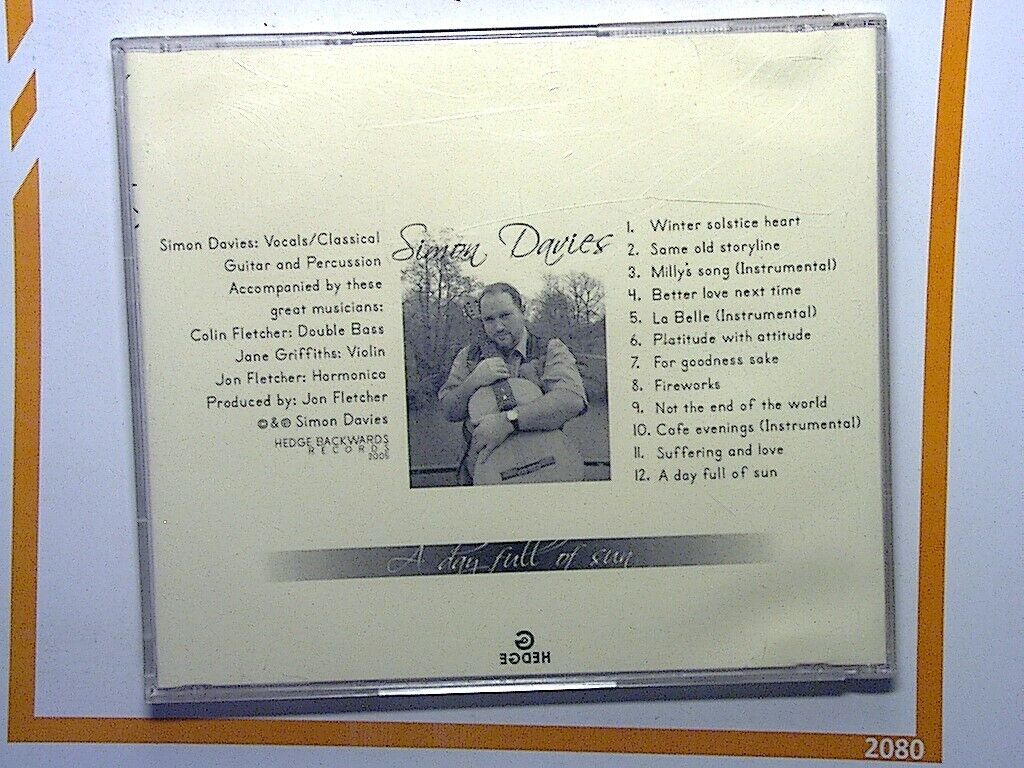 Simon Davies: Vocals/Classical
Guitar and Percussion
Accompanied by these
great musicians:
Colin Fletcher: Double Bass
Jane Griffiths: Violin
Jon Fletcher: Harmonica
Produced by: Jon Fletcher
©&℗ Simon Davies
HEDGE BACKWARDS
RECORDS
2005
Simon Davies
1. Winter solstice heart
2. Same old storyline
3. Milly's song (Instrumental)
4. Better love next time
5. La Belle (Instrumental)
6. Platitude with attitude
7. For goodness sake
8. Fireworks
9. Not the end of the world
10. Cafe evenings (Instrumental)
11. Suffering and love
12. A day full of sun
A day full of sun
HEDGE
2080